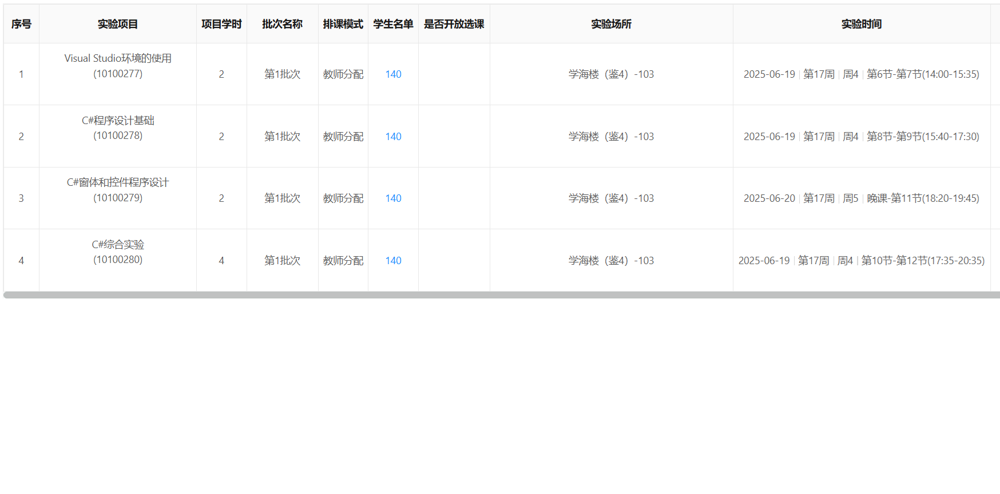 序号 实验项目 项目学时 批次名称 排课模式 学生名单 是否开放选课 实验场所 实验时间
Visual Studio环境的使用
(10100277)
1 2 第1批次 教师分配 140 学海楼（鉴4）-103 2025-06-19 | 第17周 | 周4 | 第6节-第7节(14:00-15:35)
C#程序设计基础
(10100278)
2 2 第1批次 教师分配 140 学海楼（鉴4）-103 2025-06-19 | 第17周 | 周4 | 第8节-第9节(15:40-17:30)
C#窗体和控件程序设计
(10100279)
3 2 第1批次 教师分配 140 学海楼（鉴4）-103 2025-06-20 | 第17周 | 周5 | 晚课-第11节(18:20-19:45)
C#综合实验
(10100280)
4 4 第1批次 教师分配 140 学海楼（鉴4）-103 2025-06-19 | 第17周 | 周4 | 第10节-第12节(17:35-20:35)